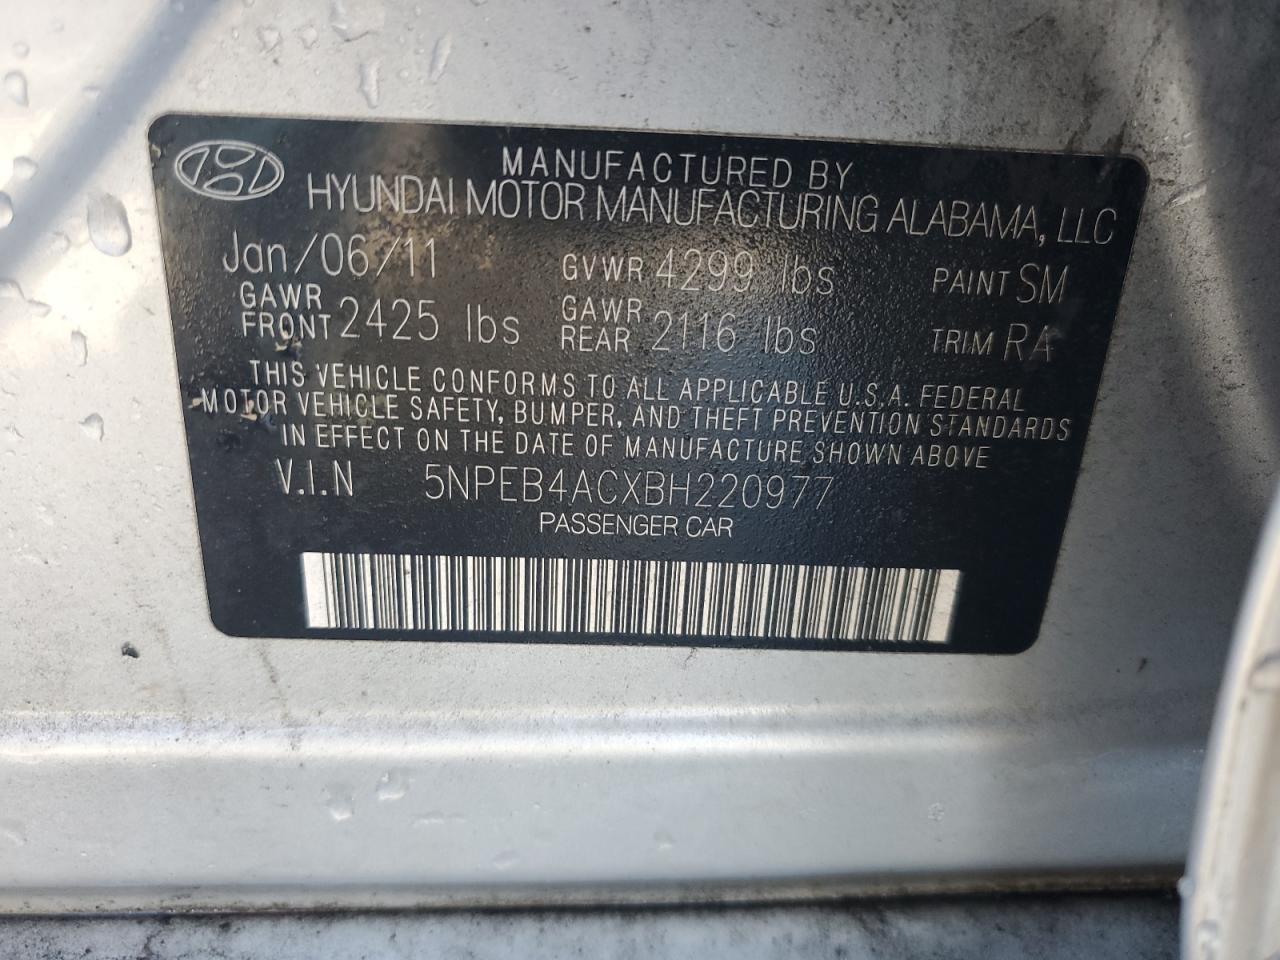 MANUFACTURED BY
HYUNDAI MOTOR MANUFACTURING ALABAMA, LLC
Jan/06/11 GVWR 4299 lbs PAINT SM
GAWR FRONT 2425 lbs GAWR REAR 2116 lbs TRIM RA
THIS VEHICLE CONFORMS TO ALL APPLICABLE U.S.A. FEDERAL
MOTOR VEHICLE SAFETY, BUMPER, AND THEFT PREVENTION STANDARDS
IN EFFECT ON THE DATE OF MANUFACTURE SHOWN ABOVE
V.I.N 5NPEB4ACXBH220977
PASSENGER CAR